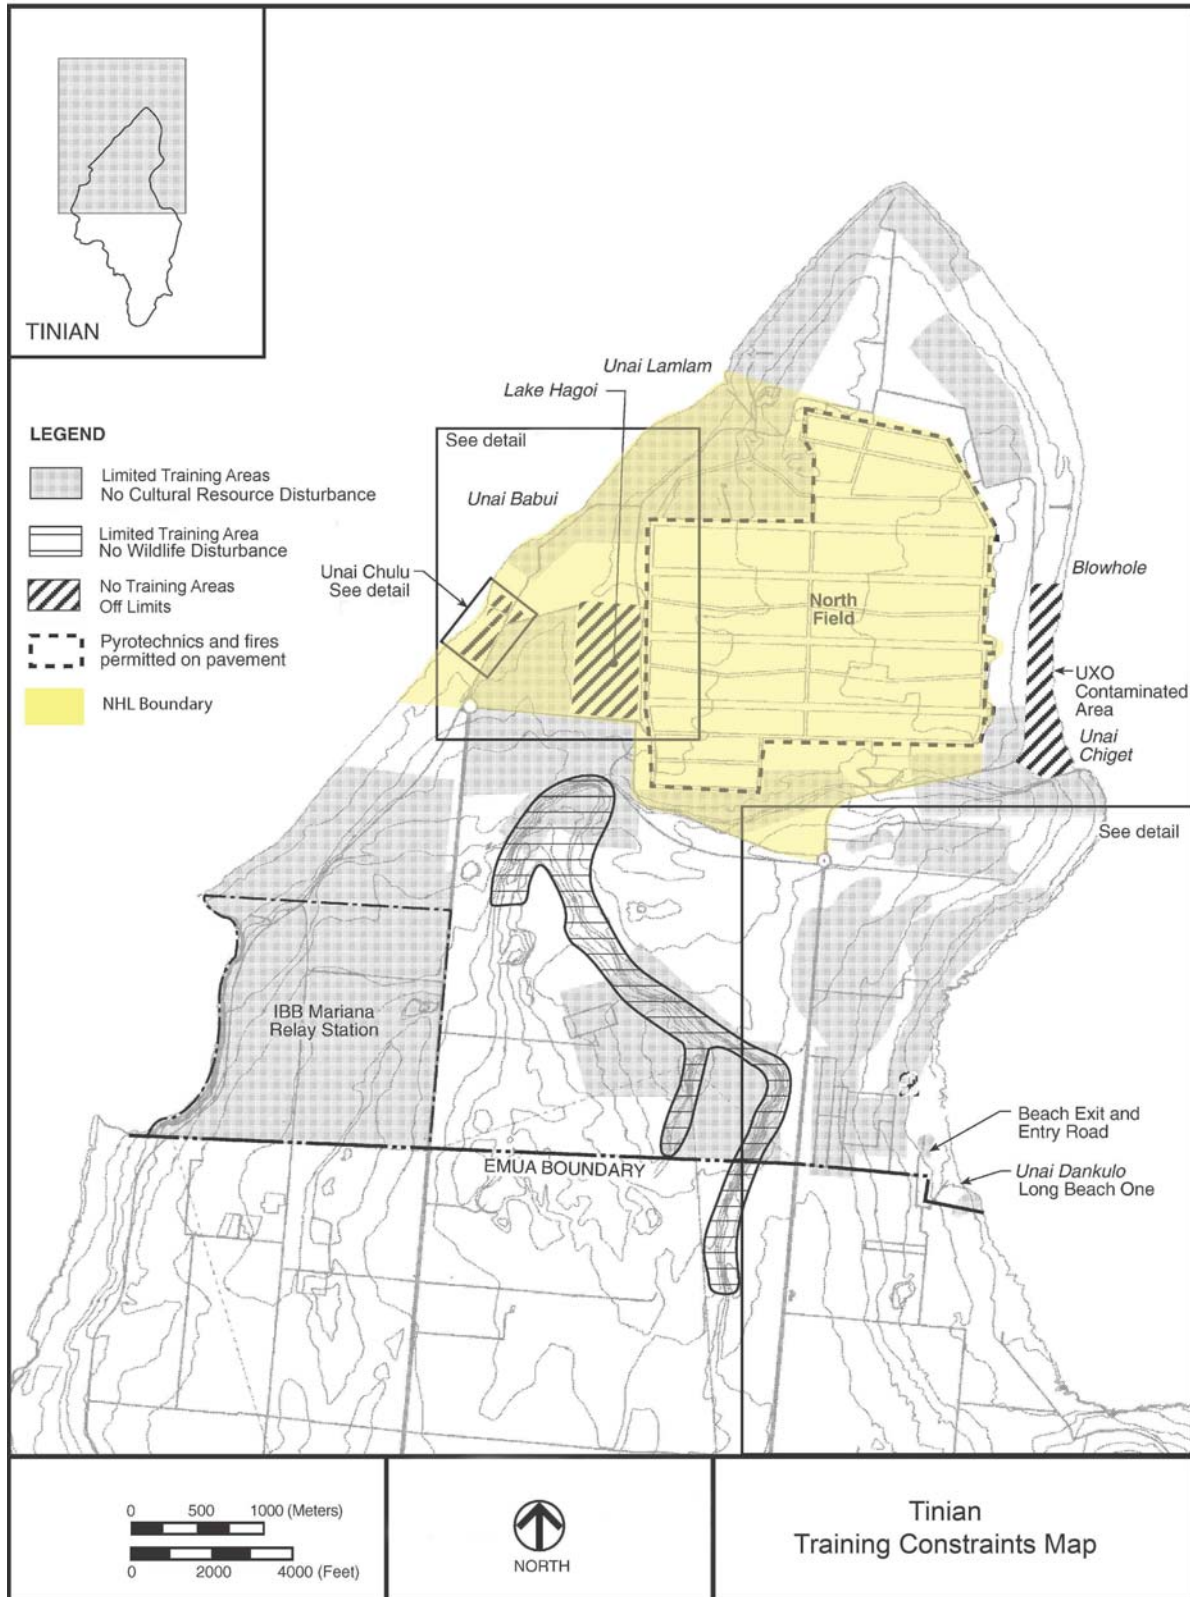 TINIAN
Unai Lamlam
Lake Hagoi
LEGEND
Limited Training Areas
No Cultural Resource Disturbance
Limited Training Area
No Wildlife Disturbance
No Training Areas
Off Limits
Pyrotechnics and fires
permitted on pavement
NHL Boundary
See detail
Unai Babui
Unai Chulu
See detail
Blowhole
North
Field
UXO
Contaminated
Area
Unai
Chiget
See detail
IBB Mariana
Relay Station
Beach Exit and
Entry Road
EMUA BOUNDARY
Unai Dankulo
Long Beach One
0 500 1000 (Meters)
0 2000 4000 (Feet)
NORTH
Tinian
Training Constraints Map